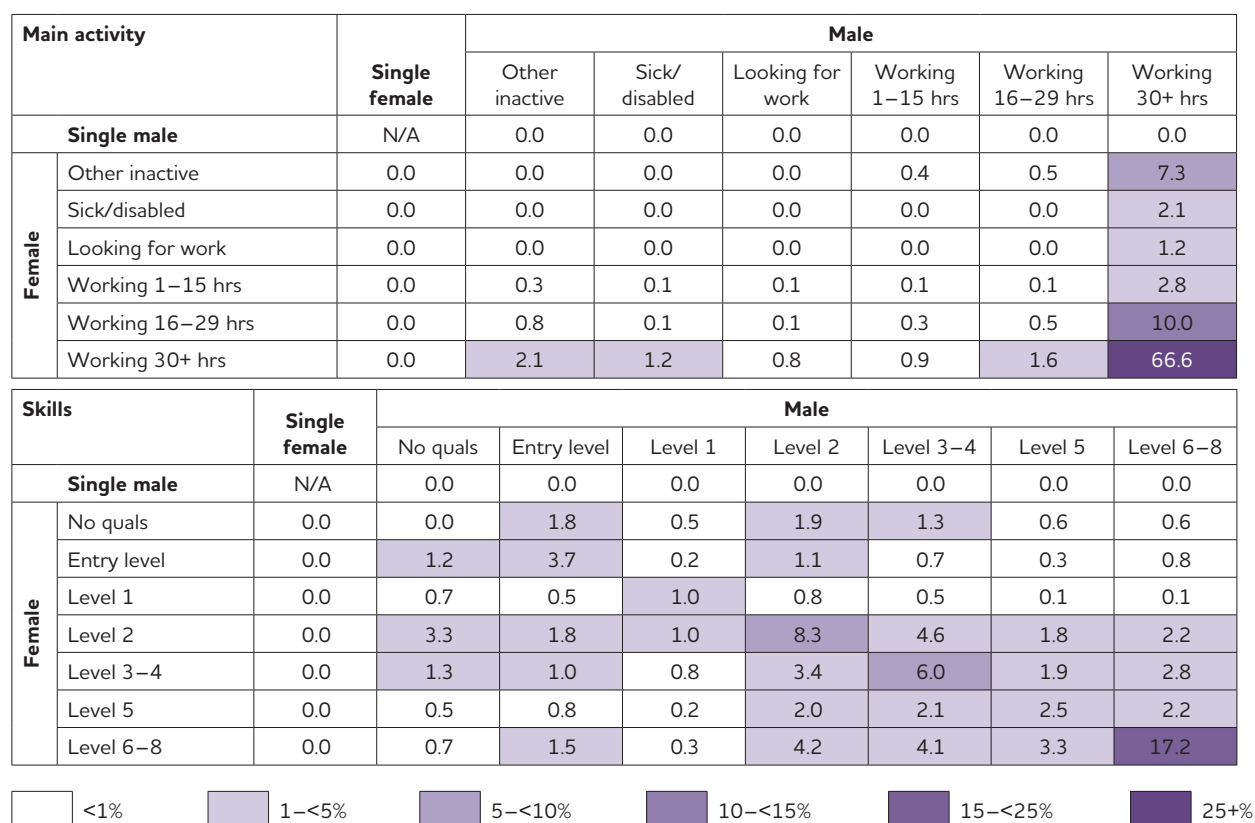 Main activity Single female Male
Other inactive Sick/disabled Looking for work Working 1–15 hrs Working 16–29 hrs Working 30+ hrs
Single male N/A 0.0 0.0 0.0 0.0 0.0 0.0
Female
Other inactive 0.0 0.0 0.0 0.0 0.4 0.5 7.3
Sick/disabled 0.0 0.0 0.0 0.0 0.0 0.0 2.1
Looking for work 0.0 0.0 0.0 0.0 0.0 0.0 1.2
Working 1–15 hrs 0.0 0.3 0.1 0.1 0.1 0.1 2.8
Working 16–29 hrs 0.0 0.8 0.1 0.1 0.3 0.5 10.0
Working 30+ hrs 0.0 2.1 1.2 0.8 0.9 1.6 66.6
Skills Single female Male
No quals Entry level Level 1 Level 2 Level 3–4 Level 5 Level 6–8
Single male N/A 0.0 0.0 0.0 0.0 0.0 0.0 0.0
Female
No quals 0.0 0.0 1.8 0.5 1.9 1.3 0.6 0.6
Entry level 0.0 1.2 3.7 0.2 1.1 0.7 0.3 0.8
Level 1 0.0 0.7 0.5 1.0 0.8 0.5 0.1 0.1
Level 2 0.0 3.3 1.8 1.0 8.3 4.6 1.8 2.2
Level 3–4 0.0 1.3 1.0 0.8 3.4 6.0 1.9 2.8
Level 5 0.0 0.5 0.8 0.2 2.0 2.1 2.5 2.2
Level 6–8 0.0 0.7 1.5 0.3 4.2 4.1 3.3 17.2
<1% 1–<5% 5–<10% 10–<15% 15–<25% 25+%